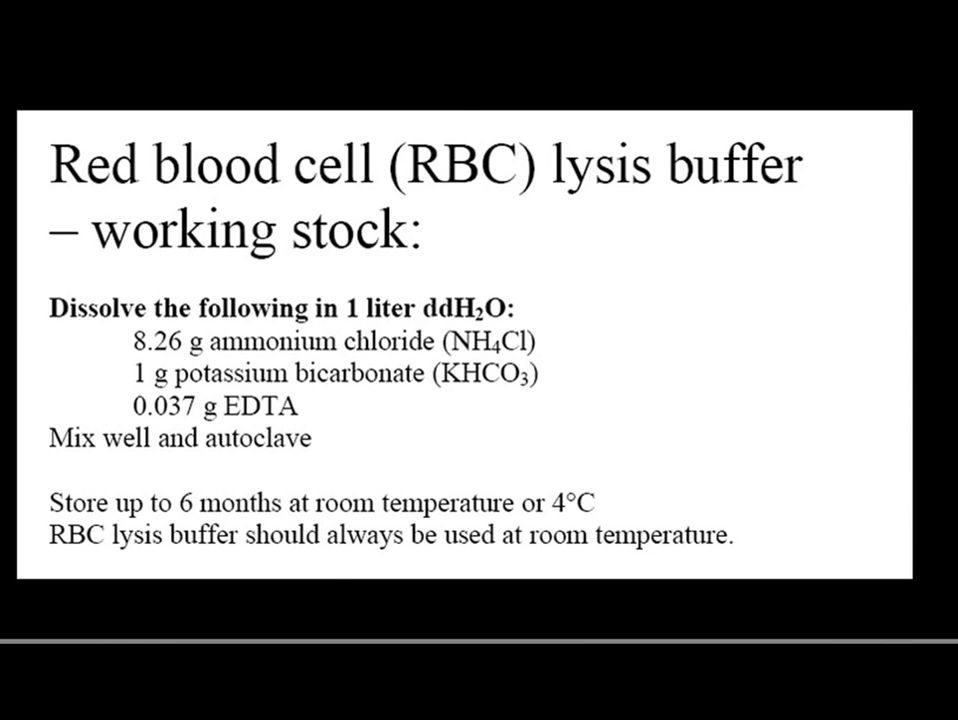 Red blood cell (RBC) lysis buffer
– working stock:
Dissolve the following in 1 liter ddH₂O:
8.26 g ammonium chloride (NH₄Cl)
1 g potassium bicarbonate (KHCO₃)
0.037 g EDTA
Mix well and autoclave
Store up to 6 months at room temperature or 4°C
RBC lysis buffer should always be used at room temperature.